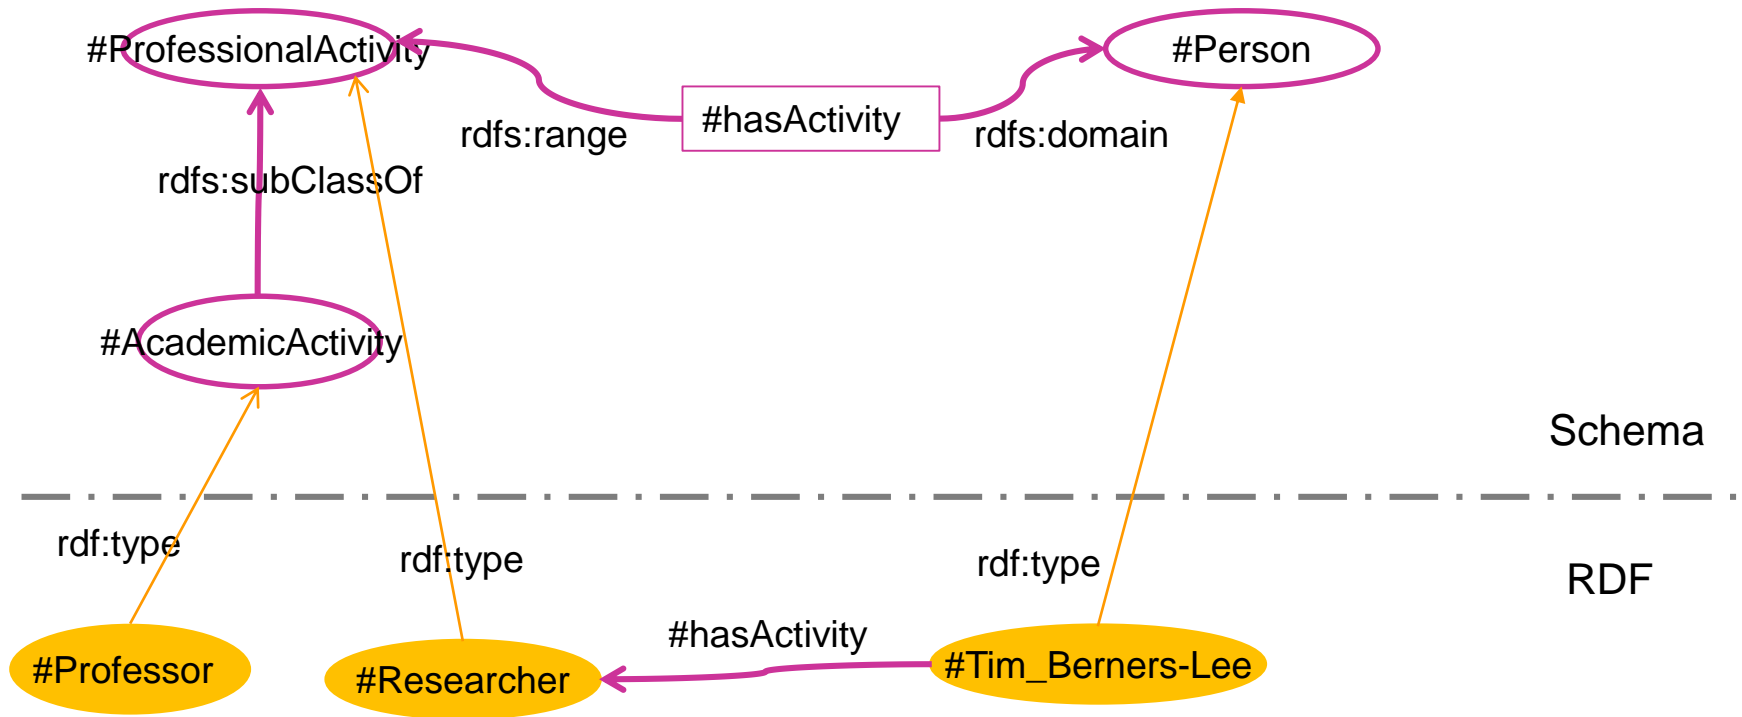 #ProfessionalActivity
#Person
#hasActivity
rdfs:range
rdfs:domain
rdfs:subClassOf
#AcademicActivity
Schema
rdf:type
rdf:type
rdf:type
RDF
#hasActivity
#Professor
#Researcher
#Tim_Berners-Lee